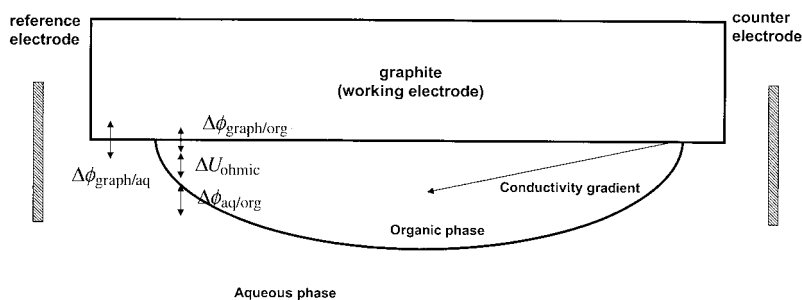 reference
electrode
counter
electrode
graphite
(working electrode)
Δϕgraph/org
ΔUohmic
Δϕgraph/aq
Δϕaq/org
Conductivity gradient
Organic phase
Aqueous phase